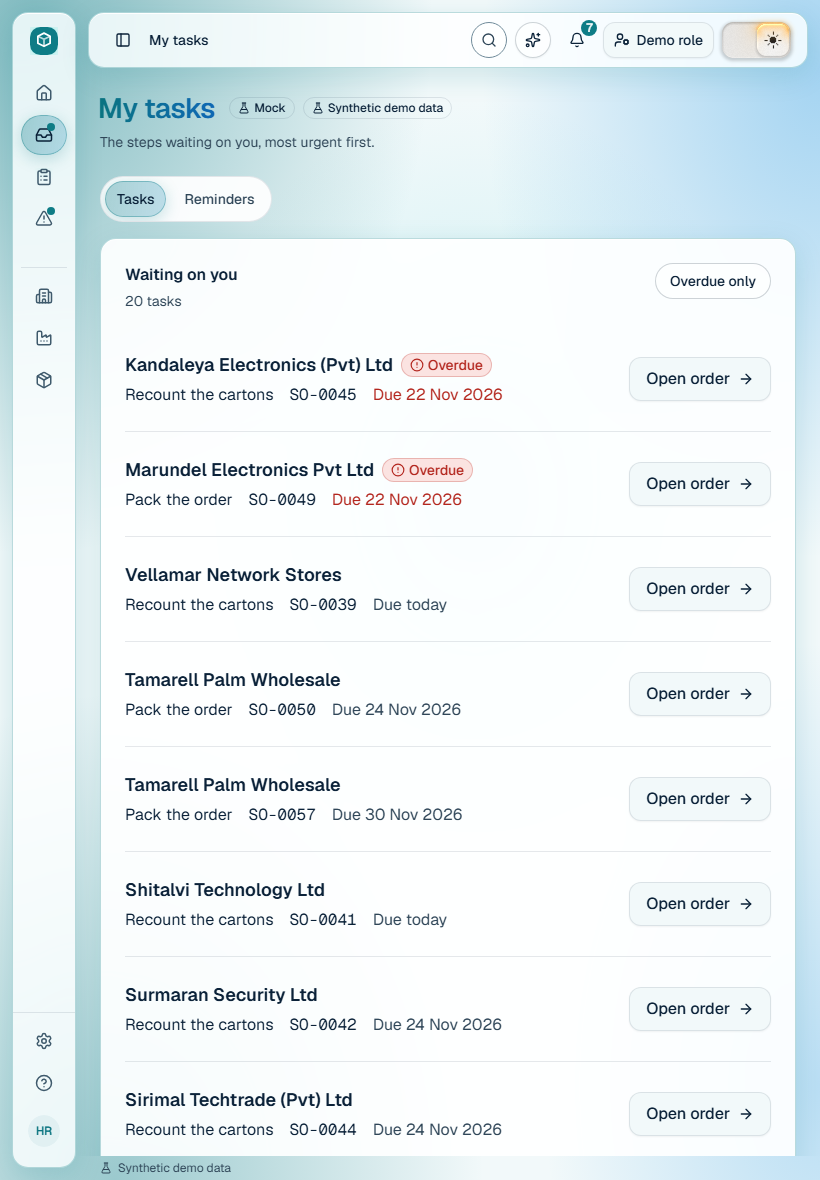 My tasks
7
Demo role
My tasks
Mock
Synthetic demo data
The steps waiting on you, most urgent first.
Tasks
Reminders
Waiting on you
Overdue only
20 tasks
Kandaleya Electronics (Pvt) Ltd
Overdue
Recount the cartons SO-0045 Due 22 Nov 2026
Open order
Marundel Electronics Pvt Ltd
Overdue
Pack the order SO-0049 Due 22 Nov 2026
Open order
Vellamar Network Stores
Recount the cartons SO-0039 Due today
Open order
Tamarell Palm Wholesale
Pack the order SO-0050 Due 24 Nov 2026
Open order
Tamarell Palm Wholesale
Pack the order SO-0057 Due 30 Nov 2026
Open order
Shitalvi Technology Ltd
Recount the cartons SO-0041 Due today
Open order
Surmaran Security Ltd
Recount the cartons SO-0042 Due 24 Nov 2026
Open order
Sirimal Techtrade (Pvt) Ltd
Recount the cartons SO-0044 Due 24 Nov 2026
Open order
HR
Synthetic demo data